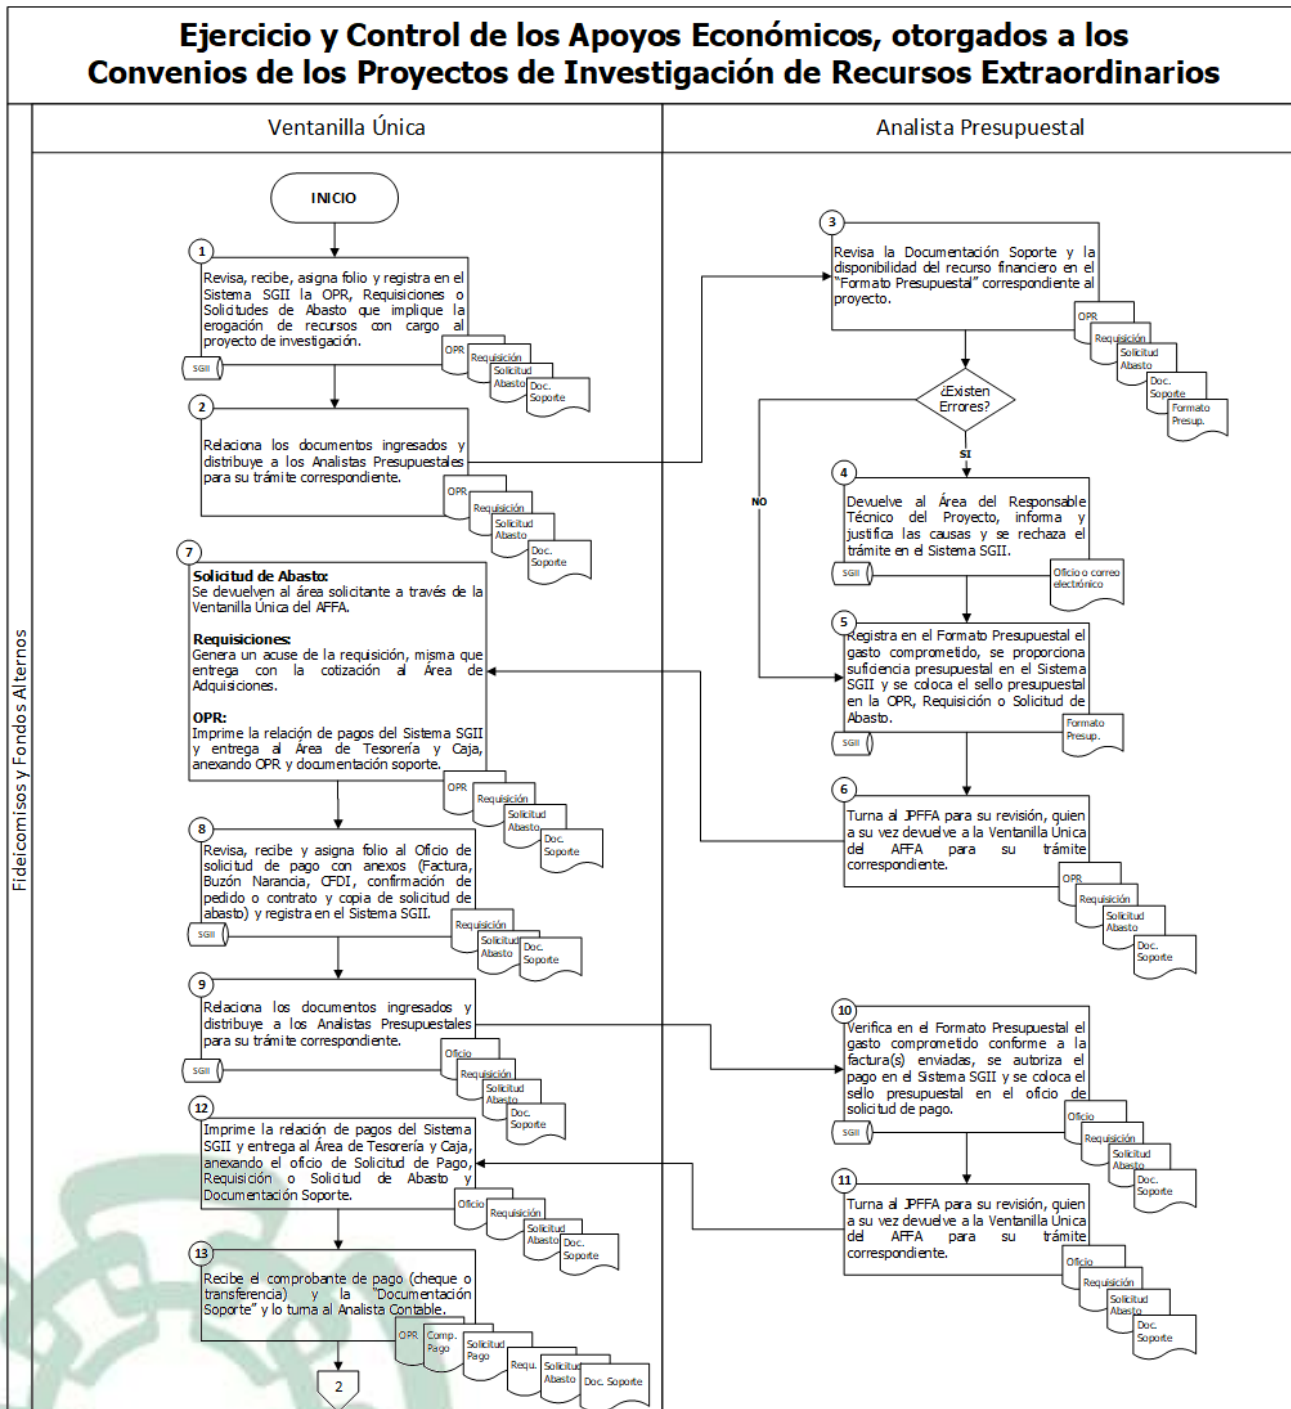 Ejercicio y Control de los Apoyos Económicos, otorgados a los
Convenios de los Proyectos de Investigación de Recursos Extraordinarios
Fideicomisos y Fondos Alternos
Ventanilla Única
Analista Presupuestal
INICIO
1
Revisa, recibe, asigna folio y registra en el
Sistema SGII la OPR, Requisiciones o
Solicitudes de Abasto que implique la
erogación de recursos con cargo al
proyecto de investigación.
SGII
OPR
Requisición
Solicitud
Abasto
Doc.
Soporte
2
Relaciona los documentos ingresados y
distribuye a los Analistas Presupuestales
para su trámite correspondiente.
OPR
Requisición
Solicitud
Abasto
Doc.
Soporte
3
Revisa la Documentación Soporte y la
disponibilidad del recurso financiero en el
"Formato Presupuestal" correspondiente al
proyecto.
OPR
Requisición
Solicitud
Abasto
Doc.
Soporte
Formato
Presup.
¿Existen
Errores?
SI
NO
4
Devuelve al Área del Responsable
Técnico del Proyecto, informa y
justifica las causas y se rechaza el
trámite en el Sistema SGII.
SGII
Oficio o correo
electrónico
5
Registra en el Formato Presupuestal el
gasto comprometido, se proporciona
suficiencia presupuestal en el Sistema
SGII y se coloca el sello presupuestal
en la OPR, Requisición o Solicitud de
Abasto.
SGII
Formato
Presup.
6
Turna al JPFFA para su revisión, quien
a su vez devuelve a la Ventanilla Única
del AFFA para su trámite
correspondiente.
OPR
Requisición
Solicitud
Abasto
Doc.
Soporte
7
Solicitud de Abasto:
Se devuelven al área solicitante a través de la
Ventanilla Única del AFFA.
Requisiciones:
Genera un acuse de la requisición, misma que
entrega con la cotización al Área de
Adquisiciones.
OPR:
Imprime la relación de pagos del Sistema SGII
y entrega al Área de Tesorería y Caja,
anexando OPR y documentación soporte.
OPR
Requisición
Solicitud
Abasto
Doc.
Soporte
8
Revisa, recibe y asigna folio al Oficio de
solicitud de pago con anexos (Factura,
Buzón Narancia, CFDI, confirmación de
pedido o contrato y copia de solicitud de
abasto) y registra en el Sistema SGII.
SGII
Requisición
Solicitud
Abasto
Doc.
Soporte
9
Relaciona los documentos ingresados y
distribuye a los Analistas Presupuestales
para su trámite correspondiente.
SGII
Oficio
Requisición
Solicitud
Abasto
Doc.
Soporte
10
Verifica en el Formato Presupuestal el
gasto comprometido conforme a la
factura(s) enviadas, se autoriza el
pago en el Sistema SGII y se coloca el
sello presupuestal en el oficio de
solicitud de pago.
SGII
Oficio
Requisición
Solicitud
Abasto
Doc.
Soporte
11
Turna al JPFFA para su revisión, quien
a su vez devuelve a la Ventanilla Única
del AFFA para su trámite
correspondiente.
Oficio
Requisición
Solicitud
Abasto
Doc.
Soporte
12
Imprime la relación de pagos del Sistema
SGII y entrega al Área de Tesorería y Caja,
anexando el oficio de Solicitud de Pago,
Requisición o Solicitud de Abasto y
Documentación Soporte.
Oficio
Requisición
Solicitud
Abasto
Doc.
Soporte
13
Recibe el comprobante de pago (cheque o
transferencia) y la "Documentación
Soporte" y lo turna al Analista Contable.
OPR
Comp.
Pago
Solicitud
Pago
Requ.
Solicitud
Abasto
Doc. Soporte
2